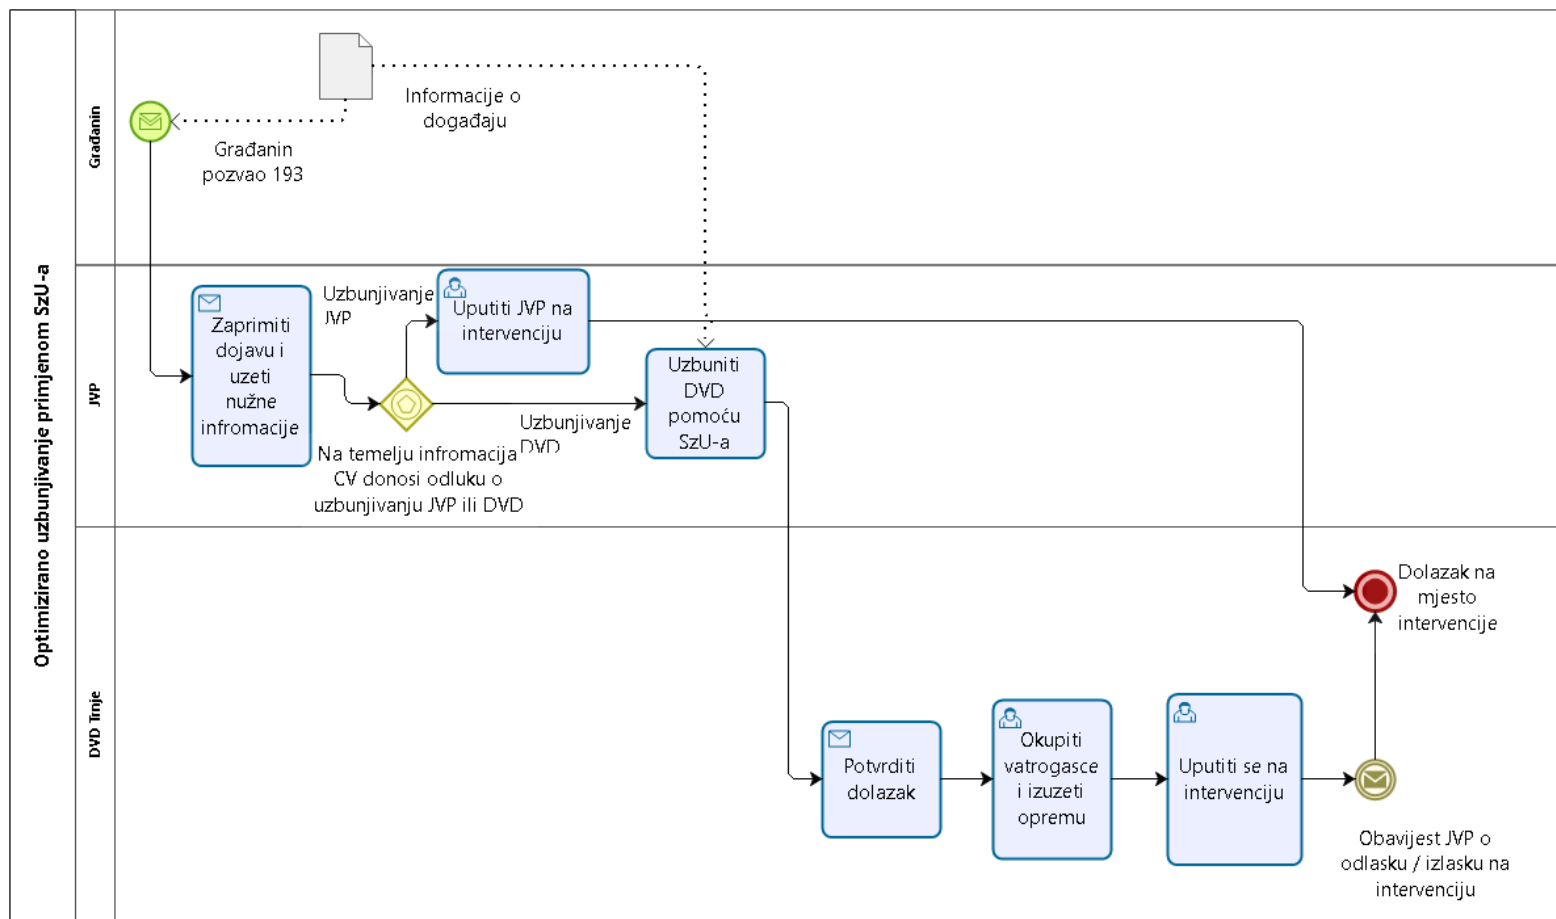 Optimizirano uzbunjivanje primjenom SzU-a
Građanin
Informacije o
događaju
Građanin
pozvao 193
JVP
Zaprimiti
dojavu i
uzeti
nužne
infromacije
Uzbunjivanje
JVP
Uputiti JVP na
intervenciju
Uzbunjivanje
DVD
Na temelju infromacija
CV donosi odluku o
uzbunjivanju JVP ili DVD
Uzbuniti
DVD
pomoću
SzU-a
DVD Trnje
Potvrditi
dolazak
Okupiti
vatrogasce
i izuzeti
opremu
Uputiti se na
intervenciju
Dolazak na
mjesto
intervencije
Obavijest JVP o
odlasku / izlasku na
intervenciju